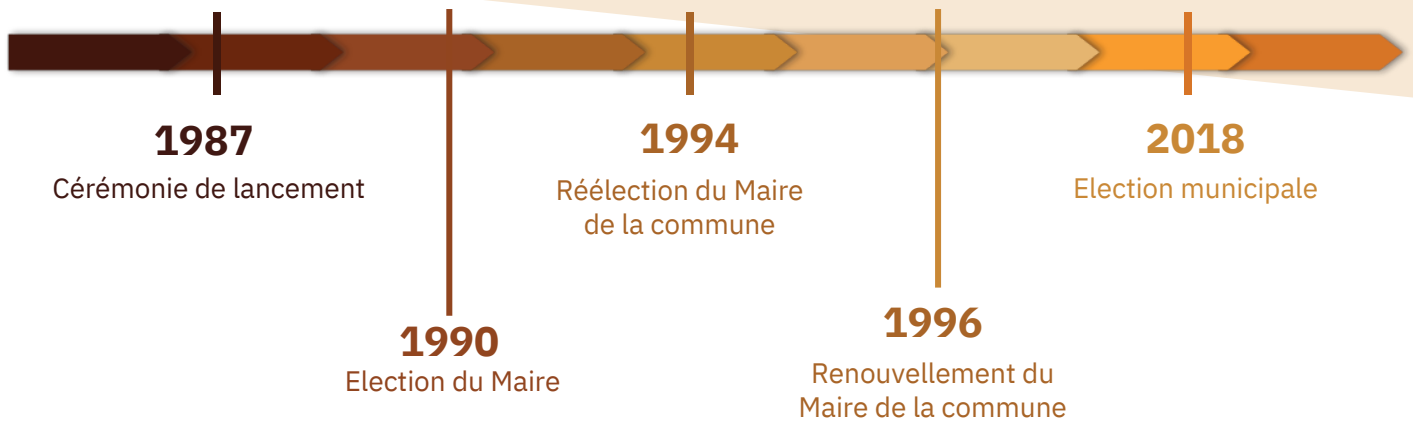 1987
Cérémonie de lancement
1990
Election du Maire
1994
Réélection du Maire
de la commune
1996
Renouvellement du
Maire de la commune
2018
Election municipale